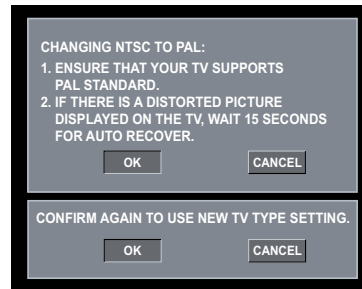 CHANGING NTSC TO PAL:
1. ENSURE THAT YOUR TV SUPPORTS
PAL STANDARD.
2. IF THERE IS A DISTORTED PICTURE
DISPLAYED ON THE TV, WAIT 15 SECONDS
FOR AUTO RECOVER.
OK CANCEL
CONFIRM AGAIN TO USE NEW TV TYPE SETTING.
OK CANCEL